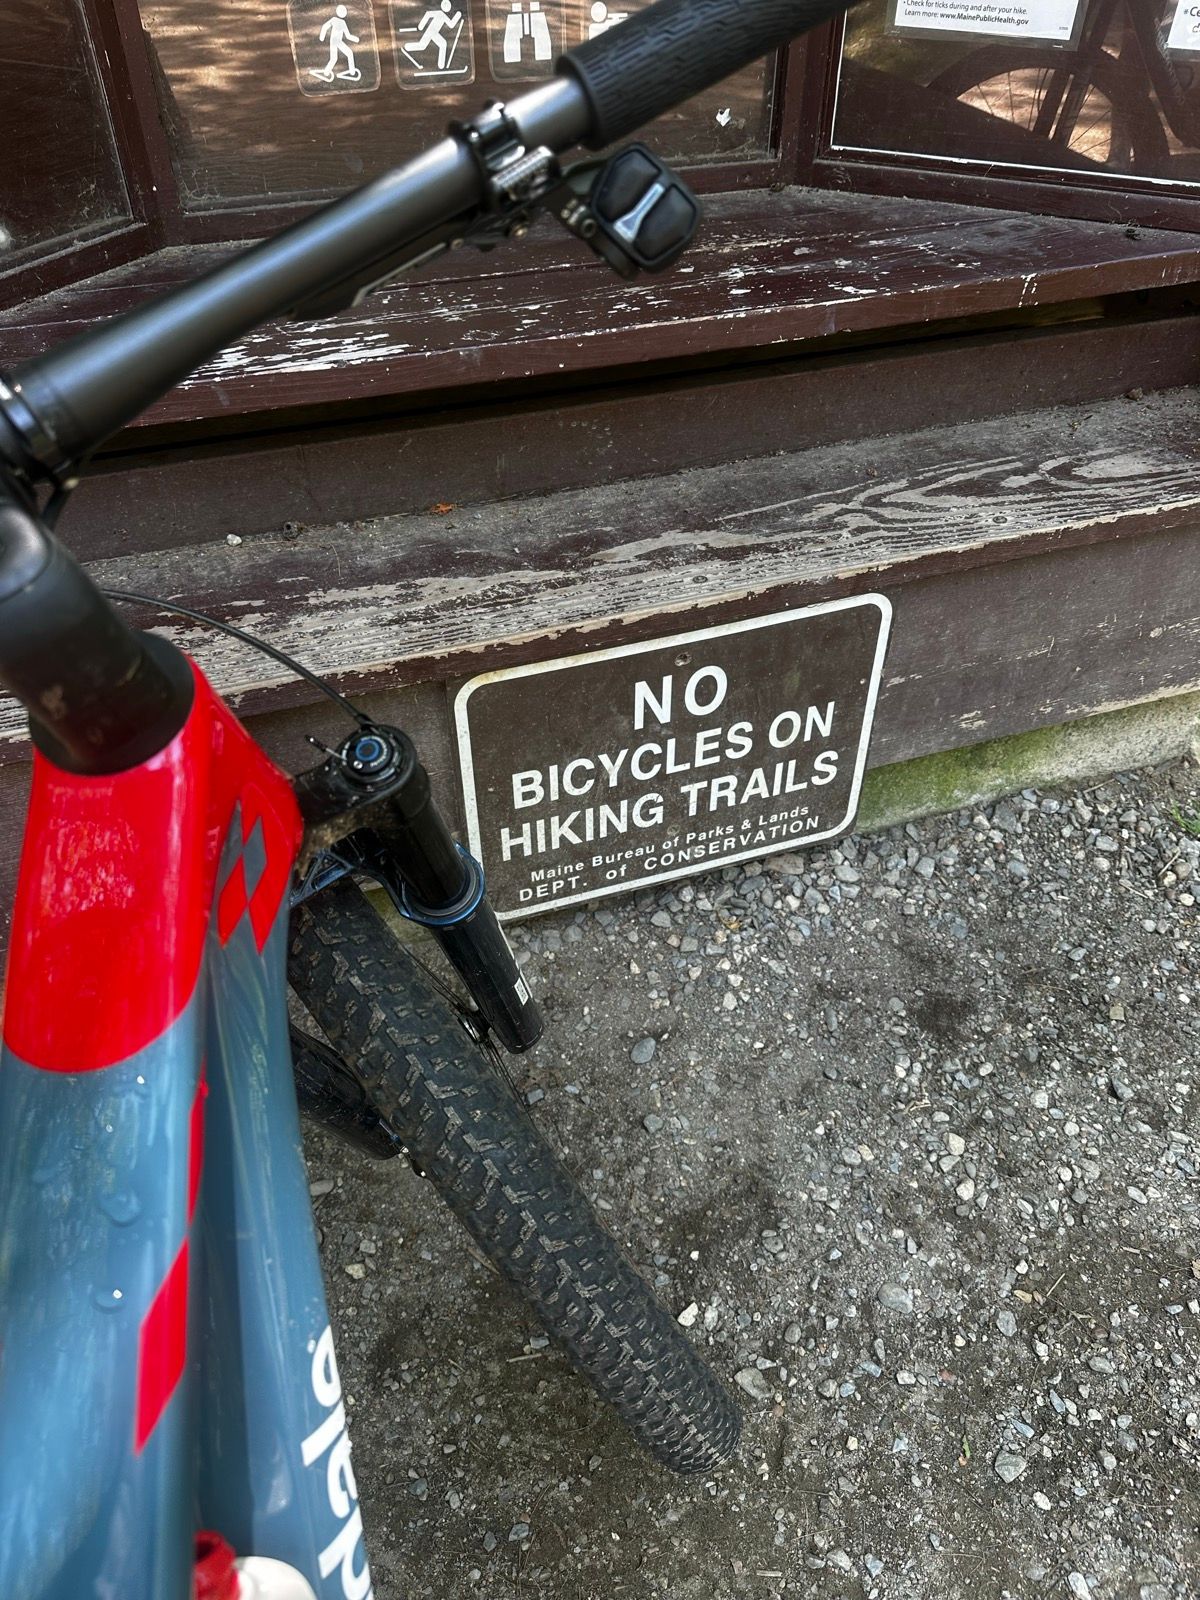 • Check for ticks during and after your hike.
Learn more: www.MainePublicHealth.gov
NO
BICYCLES ON
HIKING TRAILS
Maine Bureau of Parks & Lands
DEPT. of CONSERVATION